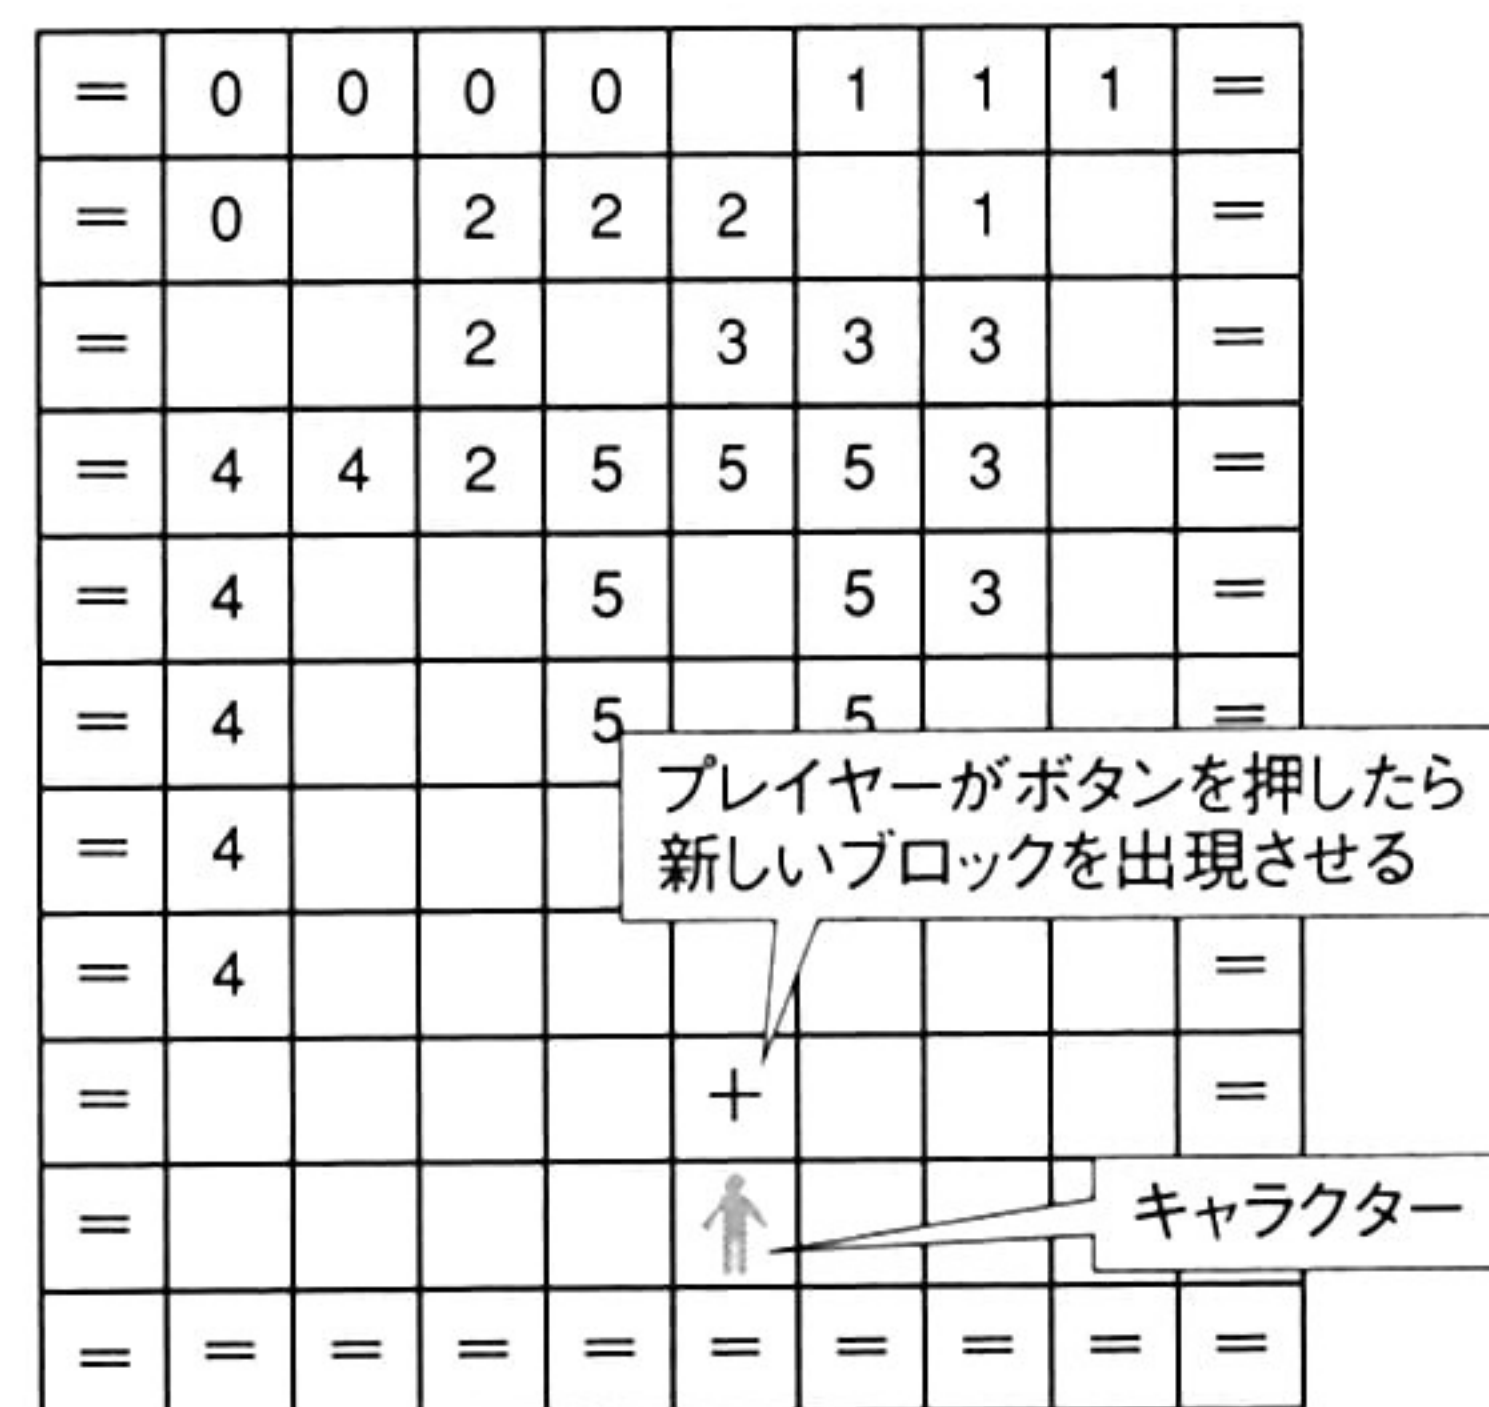 = 0 0 0 0 1 1 1 =
= 0 2 2 2 1 =
= 2 3 3 3 =
= 4 4 2 5 5 5 3 =
= 4 5 5 3 =
= 4 5 5 =
プレイヤーがボタンを押したら
新しいブロックを出現させる
= 4
= 4 =
= + =
=
キャラクター
= = = = = = = = = =